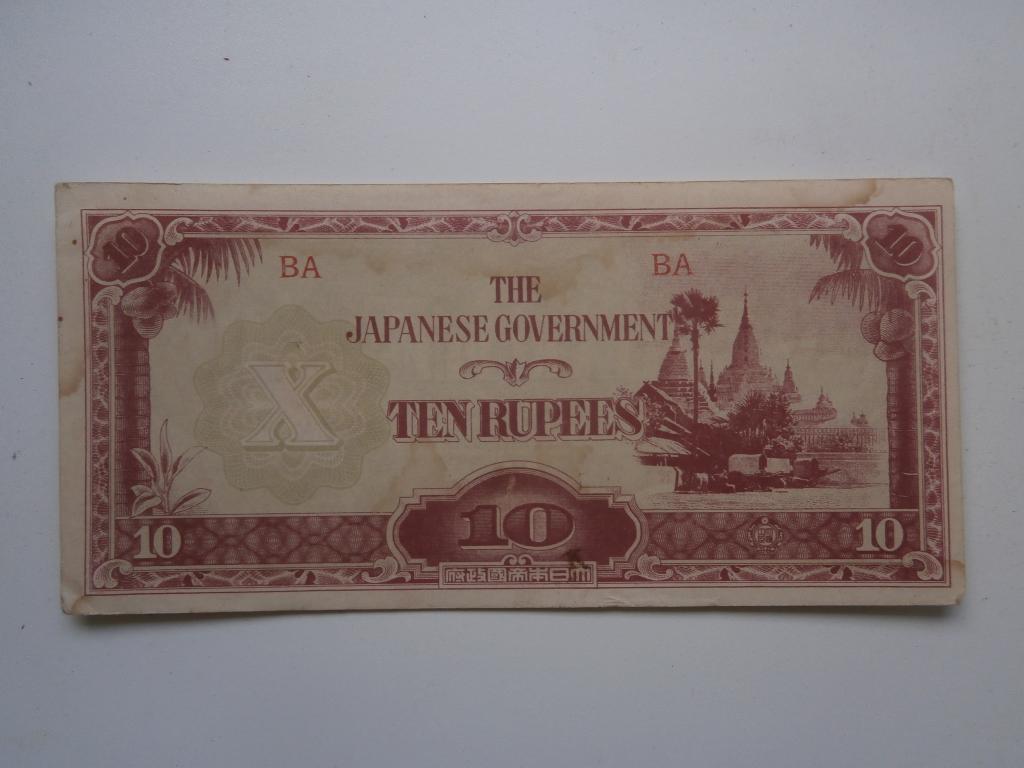 10 10
BA BA
THE
JAPANESE GOVERNMENT
X
TEN RUPEES
10 10 10
府政國帝本日大